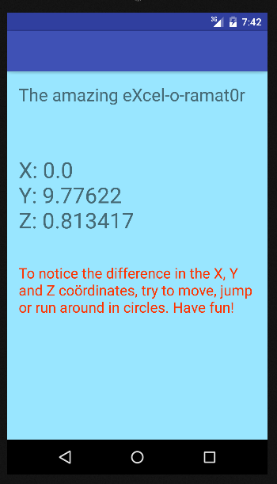 3G 7:42
The amazing eXcel-o-ramat0r
X: 0.0
Y: 9.77622
Z: 0.813417
To notice the difference in the X, Y
and Z coördinates, try to move, jump
or run around in circles. Have fun!